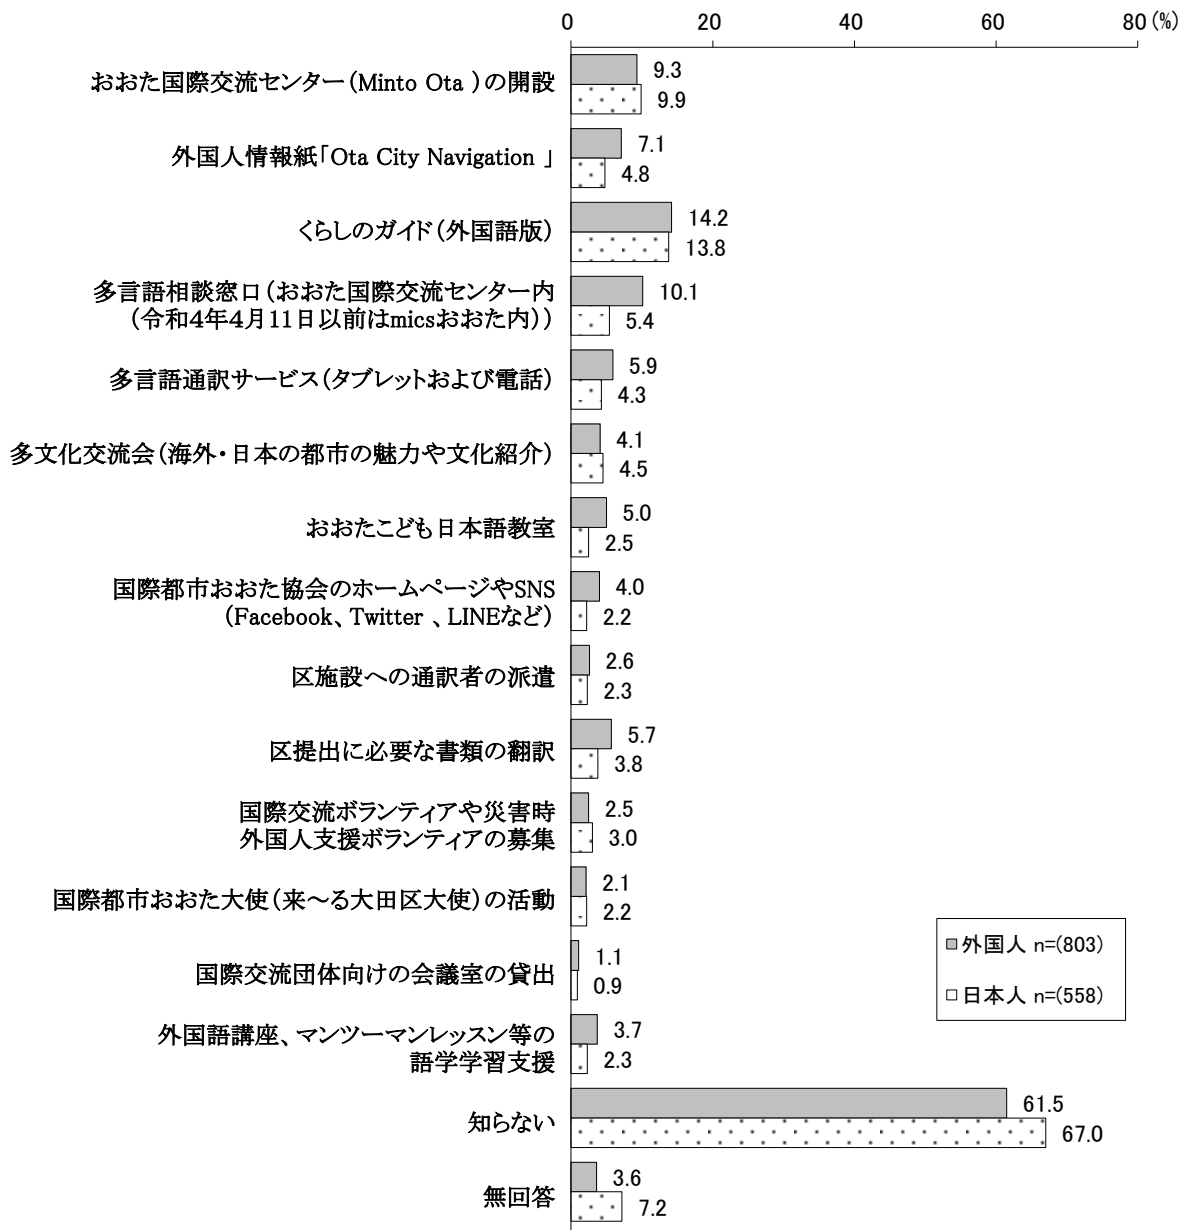 0 20 40 60 80 (%)
おおた国際交流センター（Minto Ota ）の開設
9.3
9.9
外国人情報紙「Ota City Navigation 」
7.1
4.8
くらしのガイド（外国語版）
14.2
13.8
多言語相談窓口（おおた国際交流センター内
（令和4年4月11日以前はmicsおおた内））
10.1
5.4
多言語通訳サービス（タブレットおよび電話）
5.9
4.3
多文化交流会（海外・日本の都市の魅力や文化紹介）
4.1
4.5
おおたこども日本語教室
5.0
2.5
国際都市おおた協会のホームページやSNS
（Facebook、Twitter 、LINEなど）
4.0
2.2
区施設への通訳者の派遣
2.6
2.3
区提出に必要な書類の翻訳
5.7
3.8
国際交流ボランティアや災害時
外国人支援ボランティアの募集
2.5
3.0
国際都市おおた大使（来～る大田区大使）の活動
2.1
2.2
国際交流団体向けの会議室の貸出
1.1
0.9
外国語講座、マンツーマンレッスン等の
語学学習支援
3.7
2.3
知らない
61.5
67.0
無回答
3.6
7.2
外国人 n=(803)
日本人 n=(558)